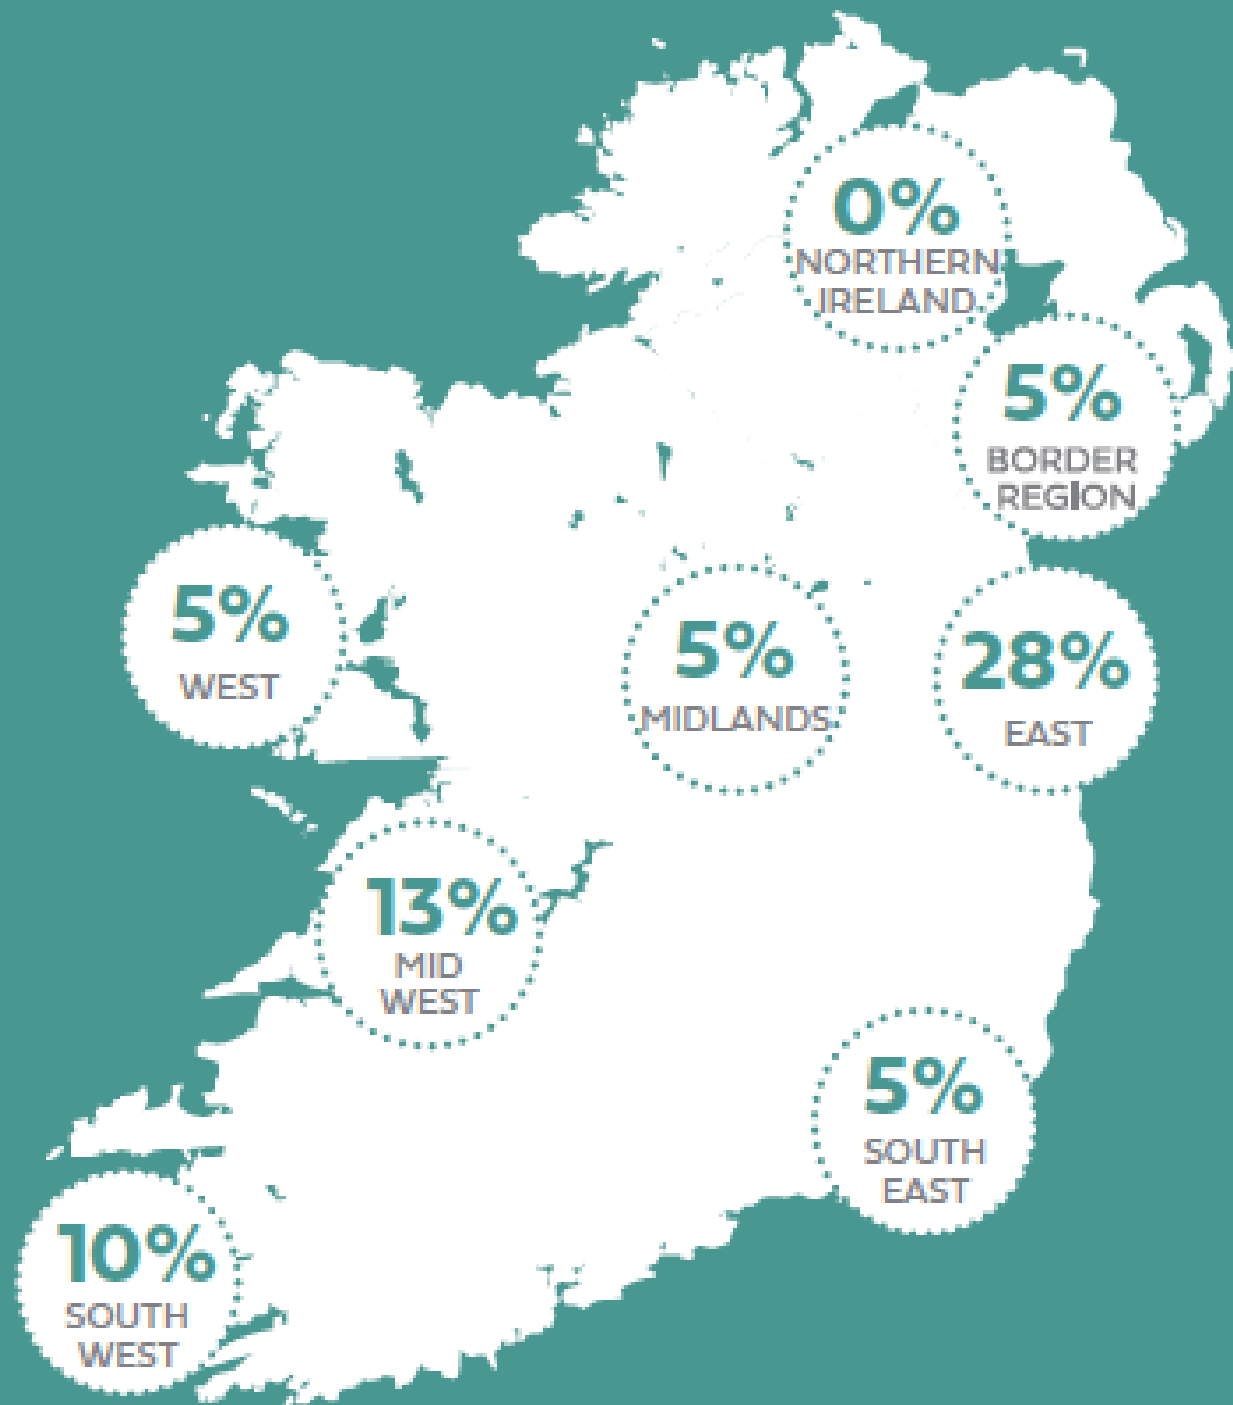 0%
NORTHERN
IRELAND
5%
BORDER
REGION
5%
WEST
5%
MIDLANDS
28%
EAST
13%
MID
WEST
5%
SOUTH
EAST
10%
SOUTH
WEST